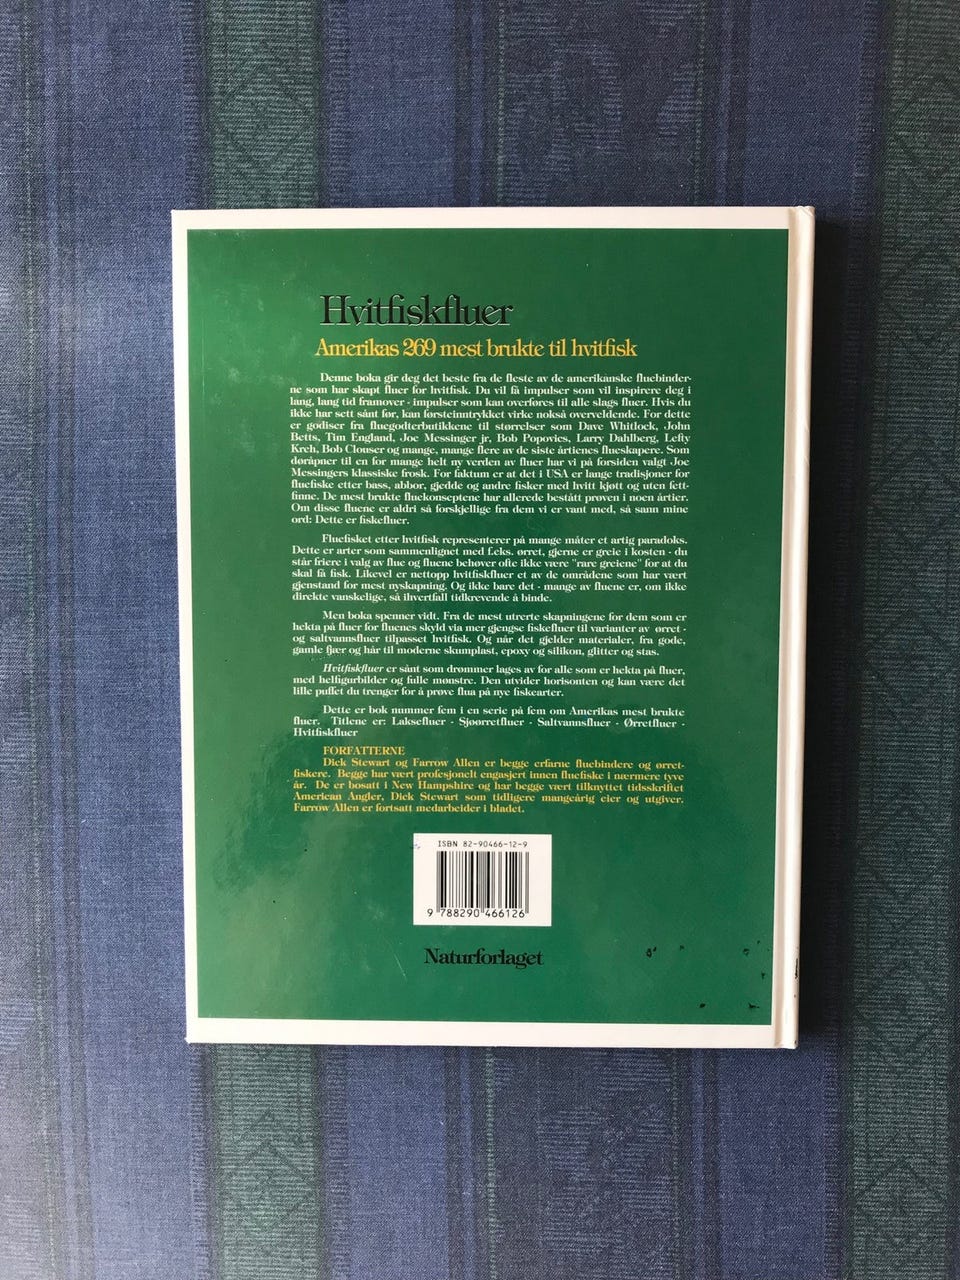 Hvitfiskfluer
Amerikas 269 mest brukte til hvitfisk
Denne boka gir deg det beste fra de fleste av de amerikanske fluebinder-
ne som har skapt fluer for hvitfisk. Du vil få impulser som vil inspirere deg i
lang, lang tid framover - impulser som kan overføres til alle slags fluer. Hvis du
ikke har sett sånt før, kan førsteinntrykket virke nokså overveldende. For dette
er godiser fra fluegodterbutikkene til størrelser som Dave Whitlock, John
Betts, Tim England, Joe Messinger jr, Bob Popovics, Larry Dahlberg, Lefty
Kreh, Bob Clouser og mange, mange flere av de siste årtienes flueskapere. Som
døråpner til en for mange helt ny verden av fluer har vi på forsiden valgt Joe
Messingers klassiske frosk. For faktum er at det i USA er lange tradisjoner for
fluefiske etter bass, abbor, gjedde og andre fisker med hvitt kjøtt og uten fett-
finne. De mest brukte fluekonseptene har allerede bestått prøven i noen årtier.
Om disse fluene er aldri så forskjellige fra dem vi er vant med, så sann mine
ord: Dette er fiskefluer.
Fluefisket etter hvitfisk representerer på mange måter et artig paradoks.
Dette er arter som sammenlignet med f.eks. ørret, gjerne er greie i kosten - du
står friere i valg av flue og fluene behøver ofte ikke være "rare greiene" for at du
skal få fisk. Likevel er nettopp hvitfiskfluer et av de områdene som har vært
gjenstand for mest nyskapning. Og ikke bare det - mange av fluene er, om ikke
direkte vanskelige, så ihvertfall tidkrevende å binde.
Men boka spenner vidt. Fra de mest utrerte skapningene for dem som er
hekta på fluer for fluenes skyld via mer gjengse fiskefluer til varianter av ørret -
og saltvannsfluer tilpasset hvitfisk. Og når det gjelder materialer, fra gode,
gamle fjær og hår til moderne skumplast, epoxy og silikon, glitter og stas.
Hvitfiskfluer er sånt som drømmer lages av for alle som er hekta på fluer,
med helfigurbilder og fulle mønstre. Den utvider horisonten og kan være det
lille puffet du trenger for å prøve flua på nye fiskearter.
Dette er bok nummer fem i en serie på fem om Amerikas mest brukte
fluer. Titlene er: Laksefluer - Sjøørretfluer - Saltvannsfluer - Ørretfluer -
Hvitfiskfluer
FORFATTERNE
Dick Stewart og Farrow Allen er begge erfarne fluebindere og ørret-
fiskere. Begge har vært profesjonelt engasjert innen fluefiske i nærmere tyve
år. De er bosatt i New Hampshire og har begge vært tilknyttet tidsskriftet
American Angler, Dick Stewart som tidligere mangeårig eier og utgiver.
Farrow Allen er fortsatt medarbeider i bladet.
ISBN 82-90466-12-9
9 788290 466126
Naturforlaget